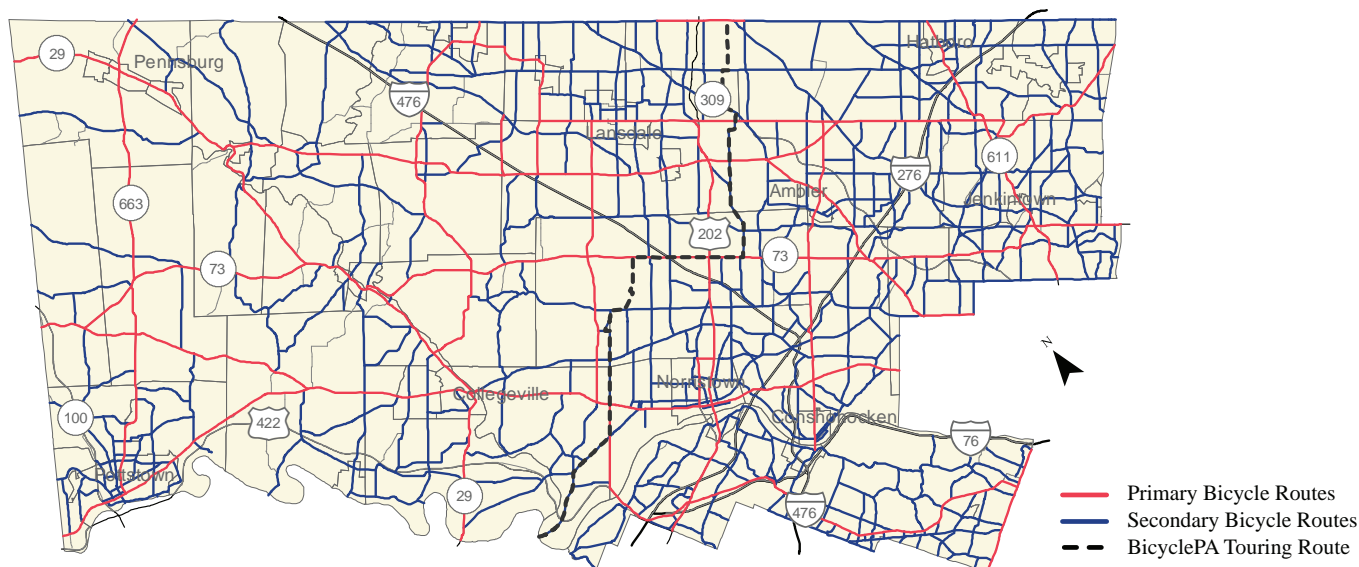 Hatboro
29
Pennsburg
476
309
Lansdale
611
276
Ambler
Jenkintown
663
202
73
73
N
Norristown
Collegeville
100
422
Conshohocken
76
Pottstown
29
476
Primary Bicycle Routes
Secondary Bicycle Routes
BicyclePA Touring Route